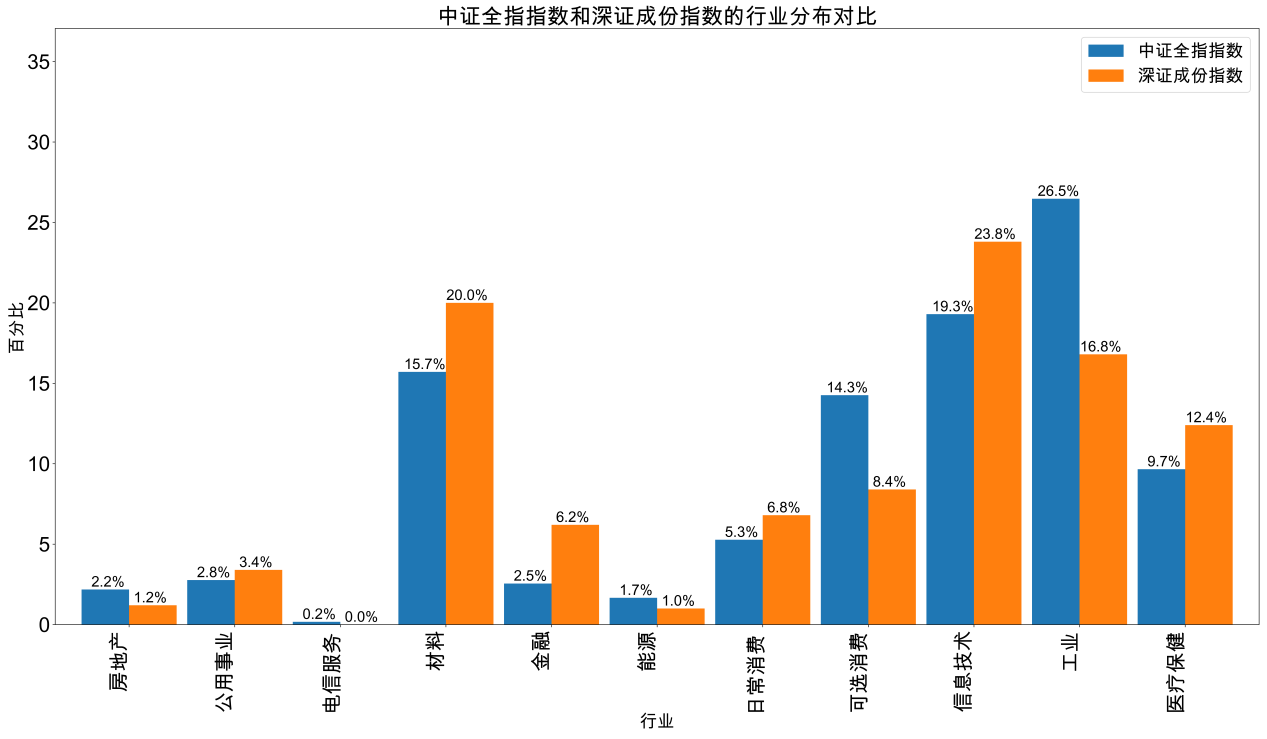 中证全指指数和深证成份指数的行业分布对比
中证全指指数
深证成份指数
百分比
35
30
25
20
15
10
5
0
2.2%
1.2%
2.8%
3.4%
0.2%
0.0%
15.7%
20.0%
2.5%
6.2%
1.7%
1.0%
5.3%
6.8%
14.3%
8.4%
19.3%
23.8%
26.5%
16.8%
9.7%
12.4%
房地产
公用事业
电信服务
材料
金融
能源
日常消费
可选消费
信息技术
工业
医疗保健
行业